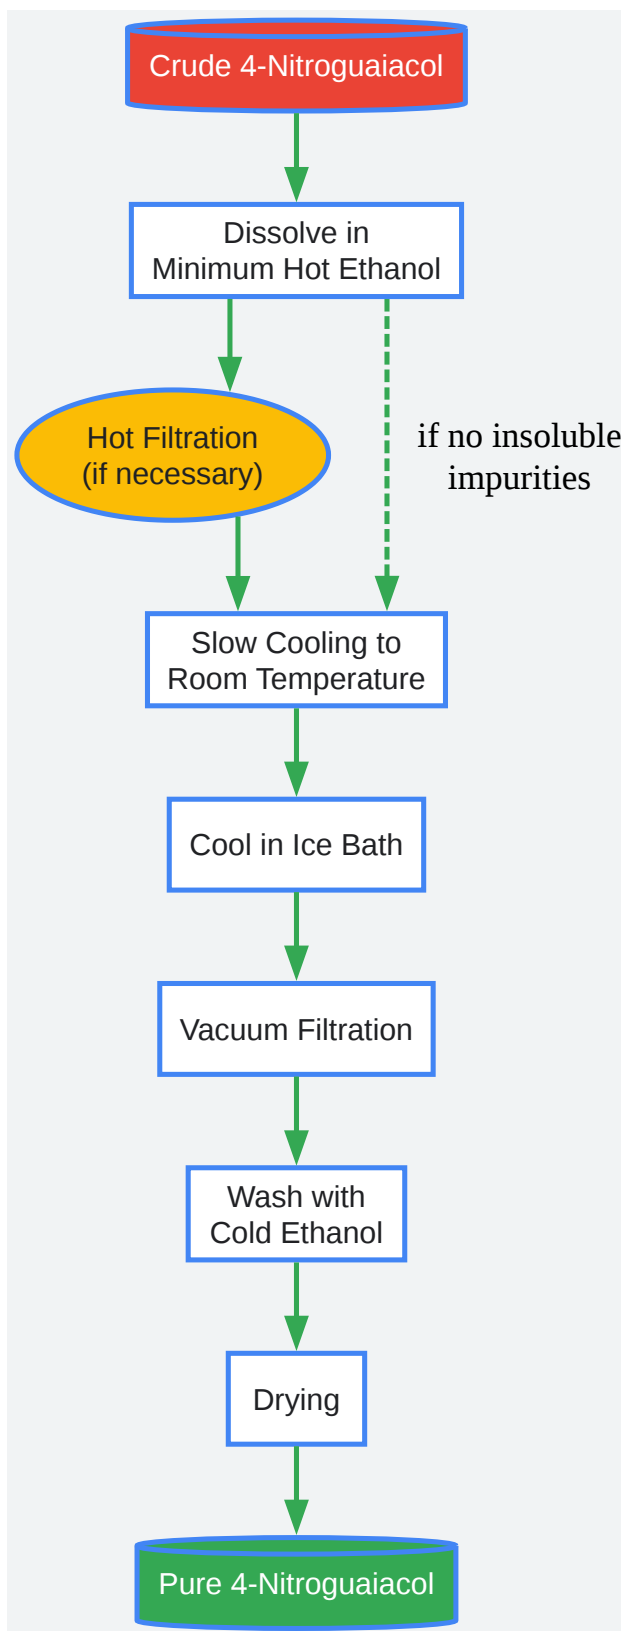 Crude 4-Nitroguaiacol
Dissolve in
Minimum Hot Ethanol
Hot Filtration
(if necessary)
if no insoluble
impurities
Slow Cooling to
Room Temperature
Cool in Ice Bath
Vacuum Filtration
Wash with
Cold Ethanol
Drying
Pure 4-Nitroguaiacol